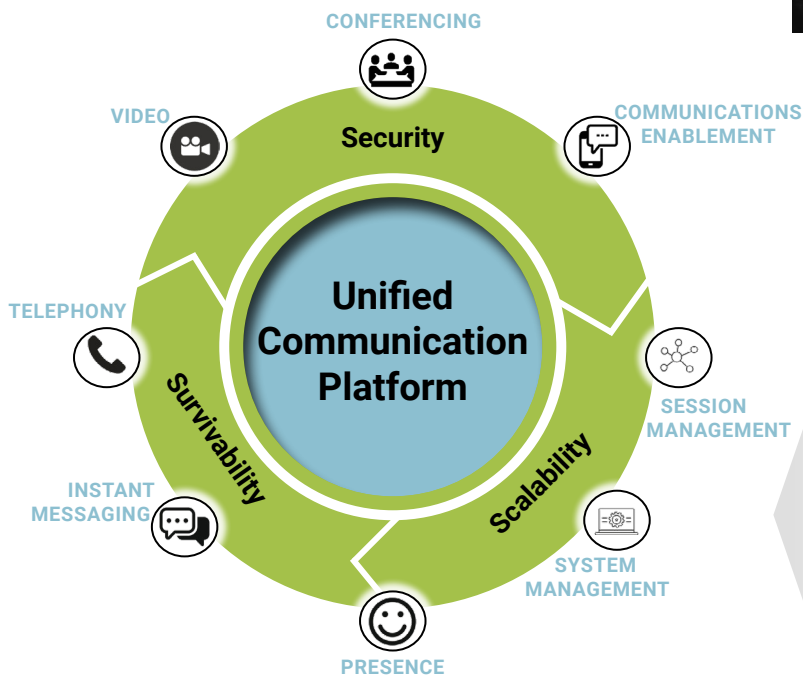 CONFERENCING
VIDEO
COMMUNICATIONS
ENABLEMENT
Security
Unified
Communication
Platform
TELEPHONY
Survivability
Scalability
SESSION
MANAGEMENT
INSTANT
MESSAGING
SYSTEM
MANAGEMENT
PRESENCE